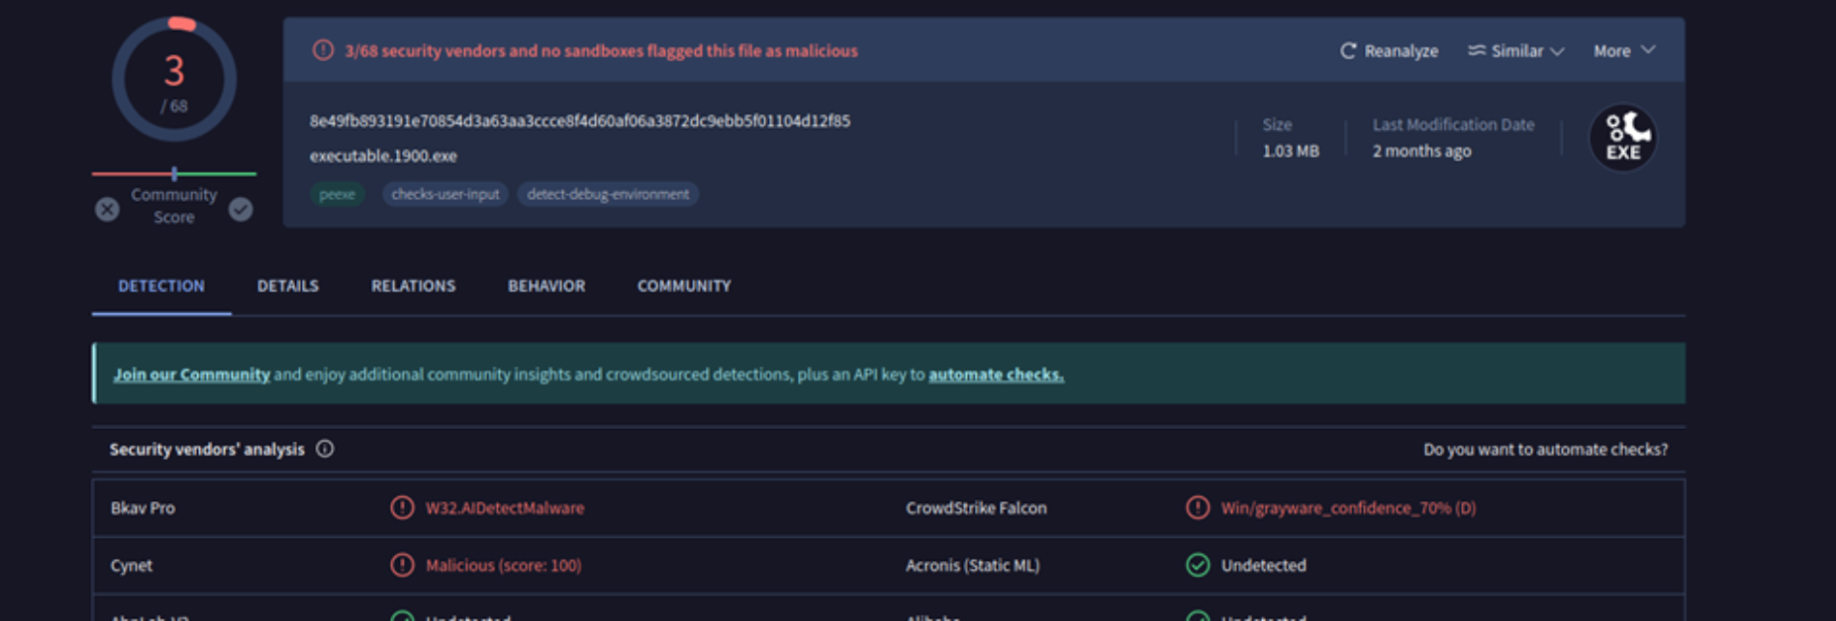 3
/ 68
Community
Score
3/68 security vendors and no sandboxes flagged this file as malicious
Reanalyze Similar More
8e49fb893191e70854d3a63aa3ccce8f4d60af06a3872dc9ebb5f01104d12f85
executable.1900.exe
peexe checks-user-input detect-debug-environment
Size
1.03 MB
Last Modification Date
2 months ago
EXE
DETECTION DETAILS RELATIONS BEHAVIOR COMMUNITY
Join our Community and enjoy additional community insights and crowdsourced detections, plus an API key to automate checks.
Security vendors' analysis Do you want to automate checks?
Bkav Pro W32.AIDetectMalware CrowdStrike Falcon Win/grayware_confidence_70% (D)
Cynet Malicious (score: 100) Acronis (Static ML) Undetected
Undetected Alibaba Undetected